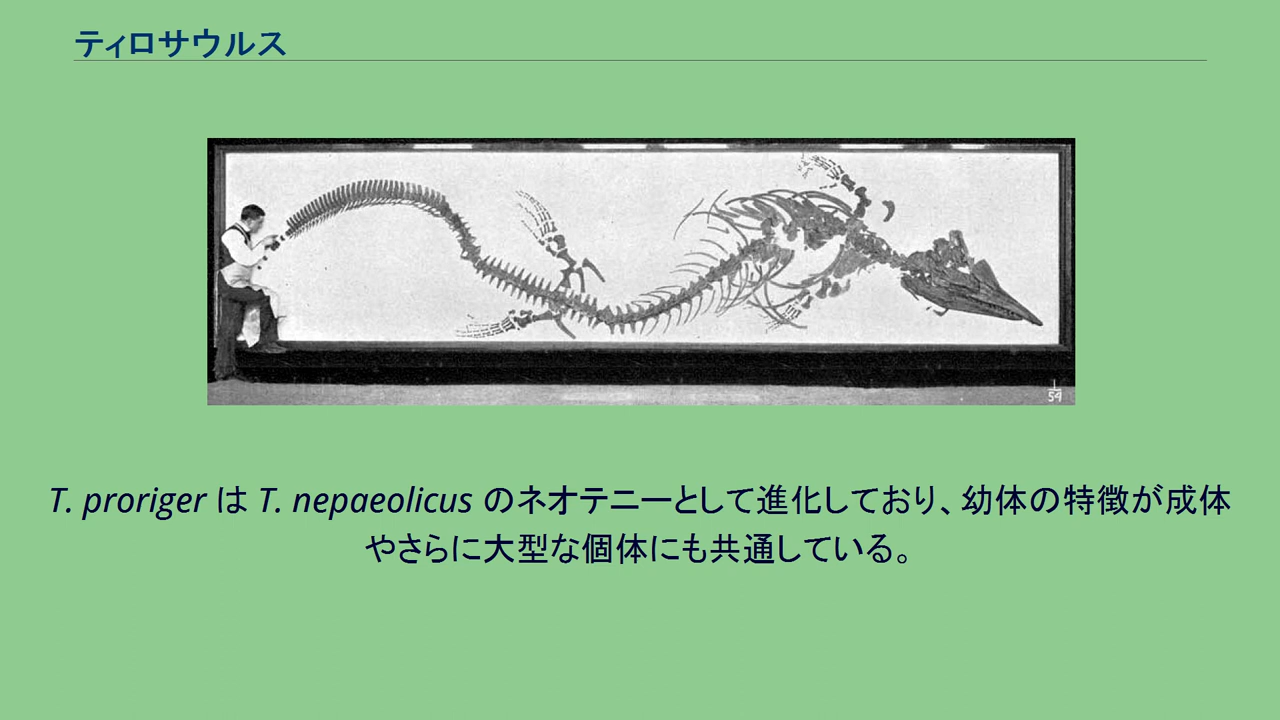 ティロサウルス
1
54
T. proriger は T. nepaeolicus のネオテニーとして進化しており、幼体の特徴が成体
やさらに大型な個体にも共通している。